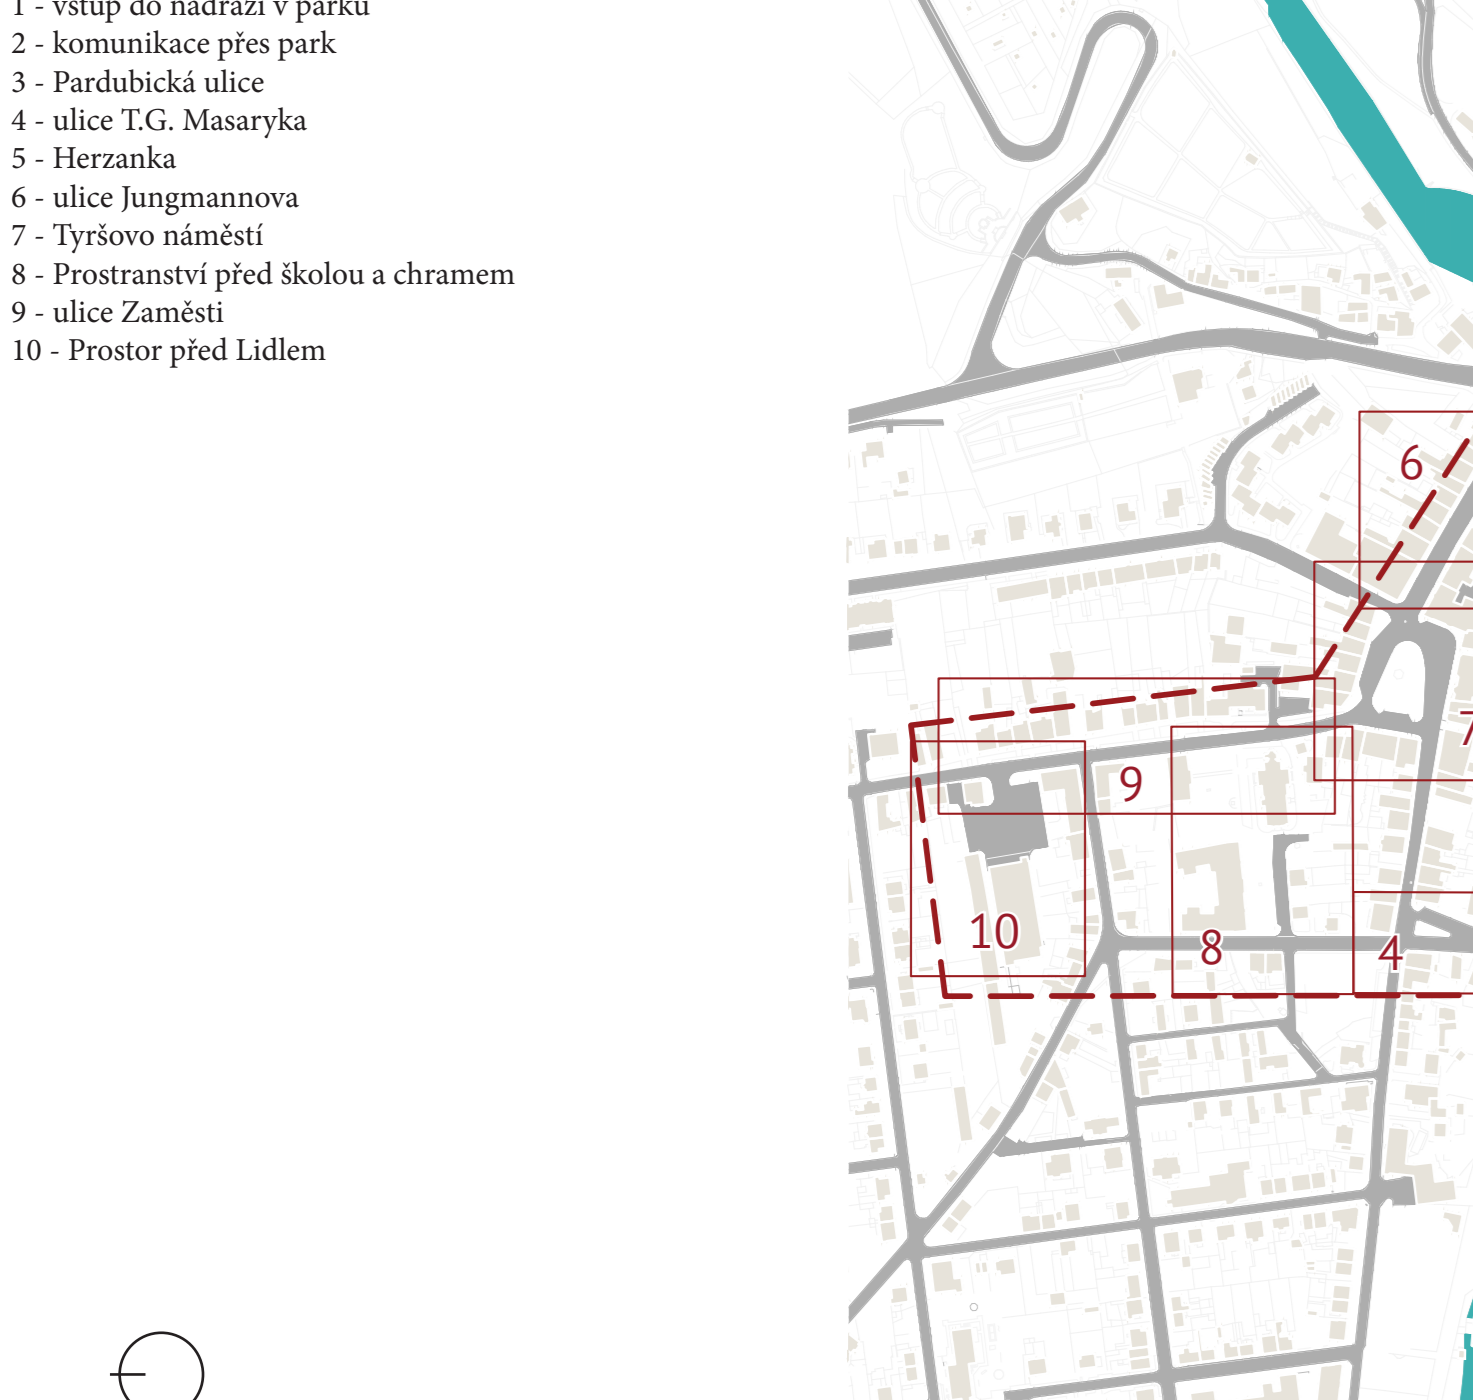 1 - vstup do nádraží v parku
2 - komunikace přes park
3 - Pardubická ulice
4 - ulice T.G. Masaryka
5 - Herzanka
6 - ulice Jungmannova
7 - Tyršovo náměstí
8 - Prostranství před školou a chramem
9 - ulice Zaměsti
10 - Prostor před Lidlem
6
7
9
10
8
4